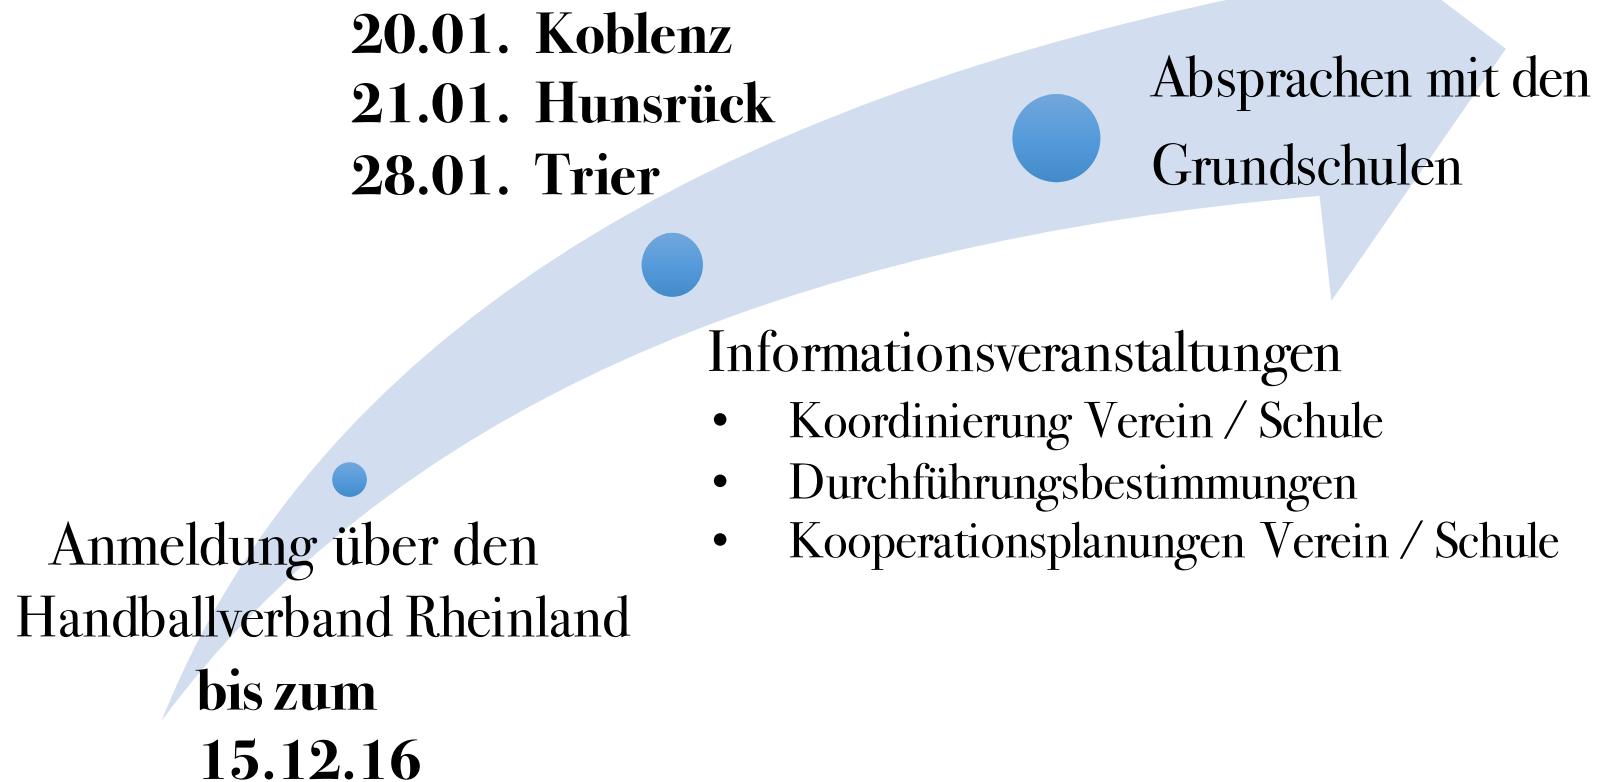 20.01. Koblenz
21.01. Hunsrück
28.01. Trier
Absprachen mit den
Grundschulen
Informationsveranstaltungen
• Koordinierung Verein / Schule
• Durchführungsbestimmungen
• Kooperationsplanungen Verein / Schule
Anmeldung über den
Handballverband Rheinland
bis zum
15.12.16